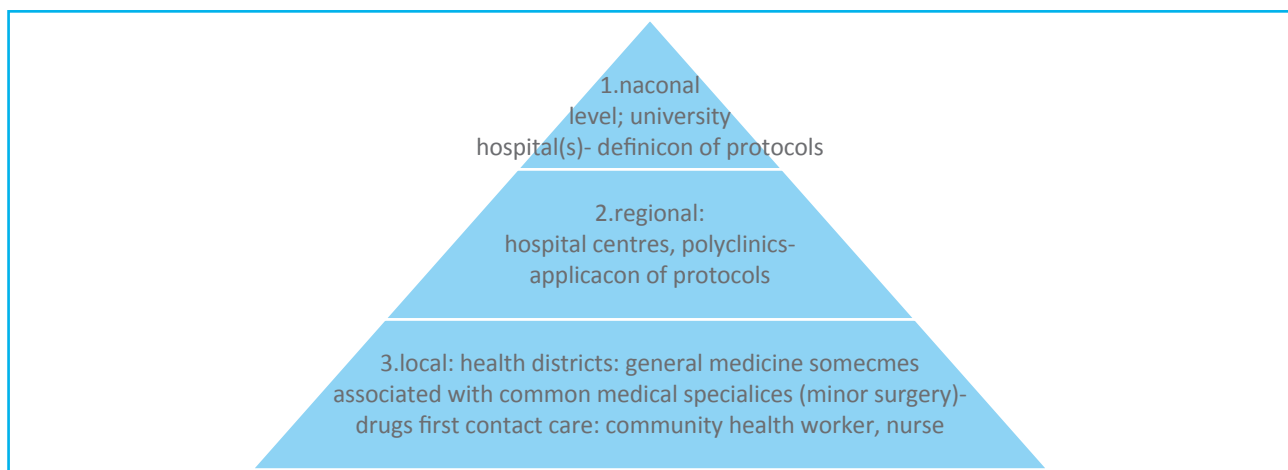 1.naconal
level; university
hospital(s)- definicon of protocols
2.regional:
hospital centres, polyclinics-
applicacon of protocols
3.local: health districts: general medicine somecmes
associated with common medical specialices (minor surgery)-
drugs first contact care: community health worker, nurse